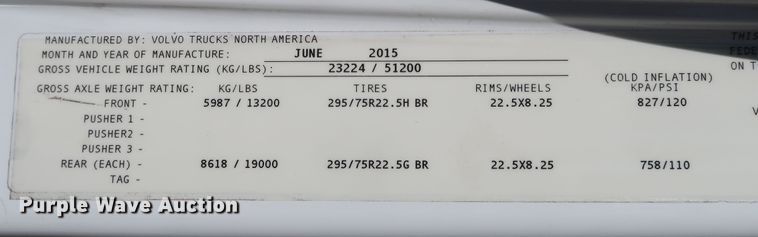 MANUFACTURED BY: VOLVO TRUCKS NORTH AMERICA
MONTH AND YEAR OF MANUFACTURE: JUNE 2015
GROSS VEHICLE WEIGHT RATING (KG/LBS): 23224 / 51200
(COLD INFLATION)
GROSS AXLE WEIGHT RATING: KG/LBS TIRES RIMS/WHEELS KPA/PSI
FRONT - 5987 / 13200 295/75R22.5H BR 22.5X8.25 827/120
PUSHER 1 -
PUSHER2 -
PUSHER 3 -
REAR (EACH) - 8618 / 19000 295/75R22.5G BR 22.5X8.25 758/110
TAG -
THIS
FEDE
ON T
V
Purple Wave Auction